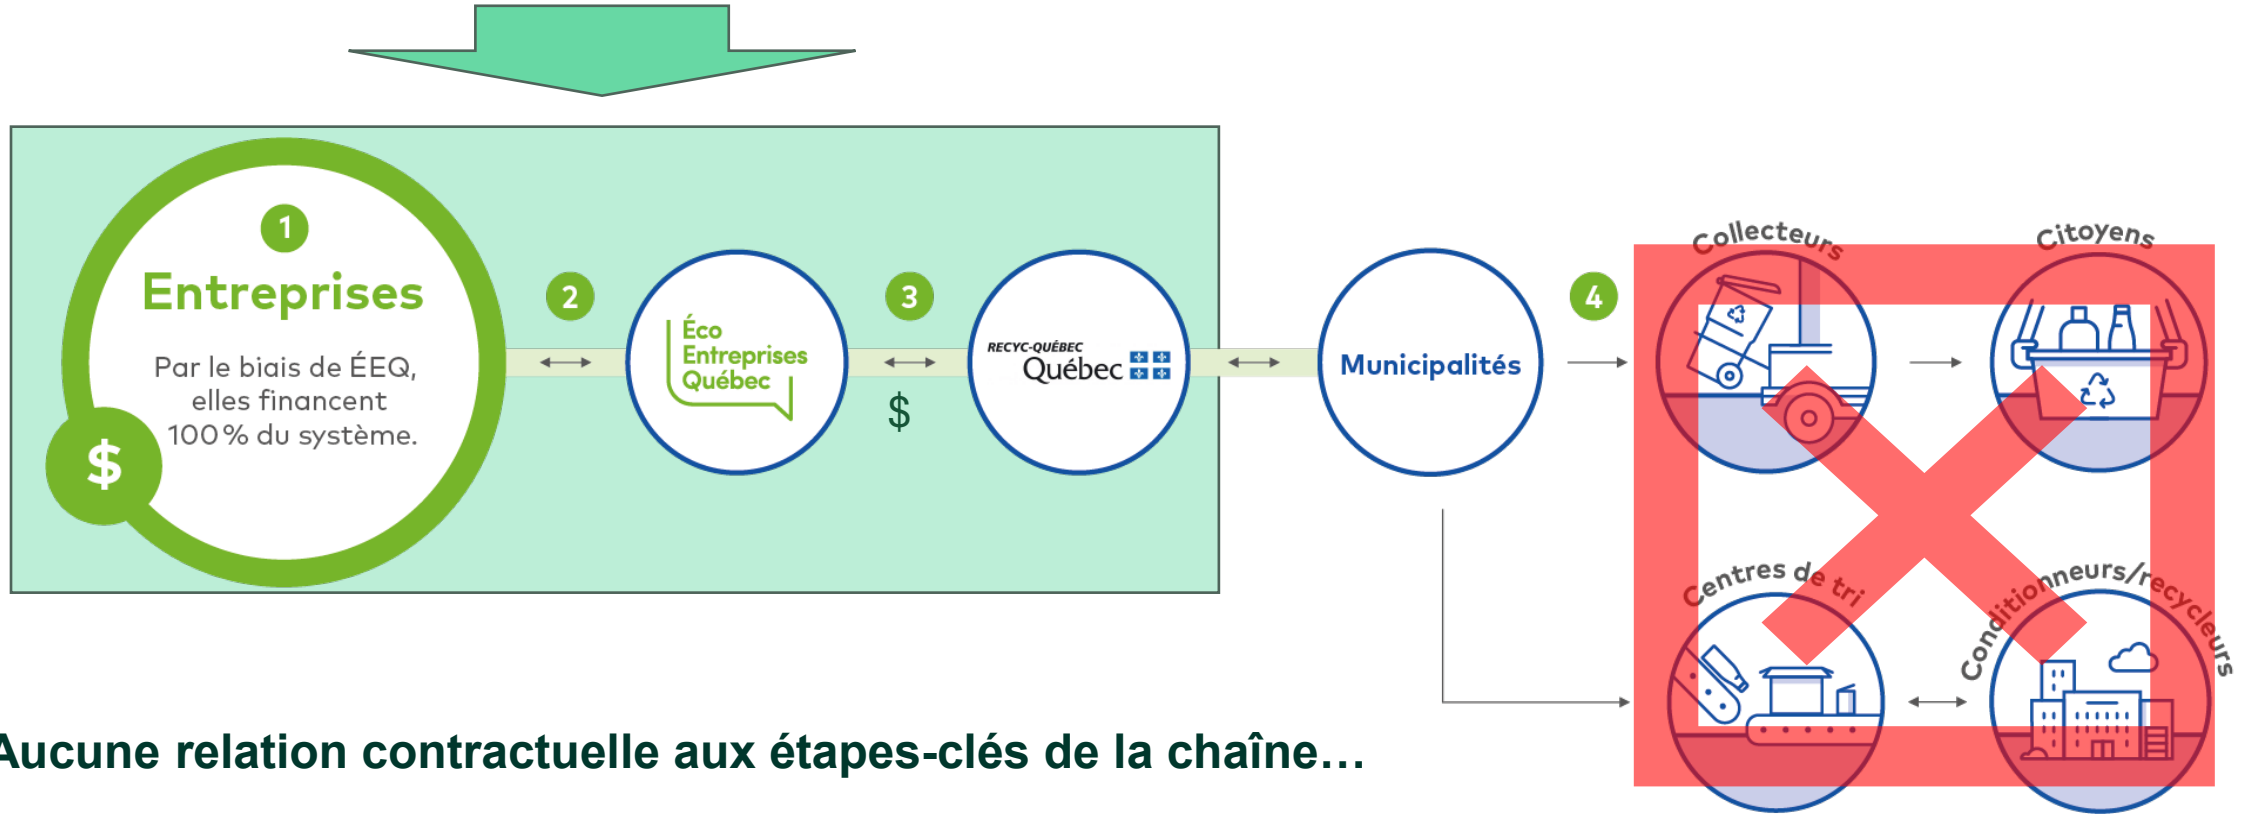 1
Entreprises
Par le biais de ÉEQ,
elles financent
100 % du système.
$
2
Éco
Entreprises
Québec
3
$
RECYC-QUÉBEC
Québec
Municipalités
4
Collecteurs
Citoyens
Centres de tri
Conditionneurs/recycleurs
Aucune relation contractuelle aux étapes-clés de la chaîne…